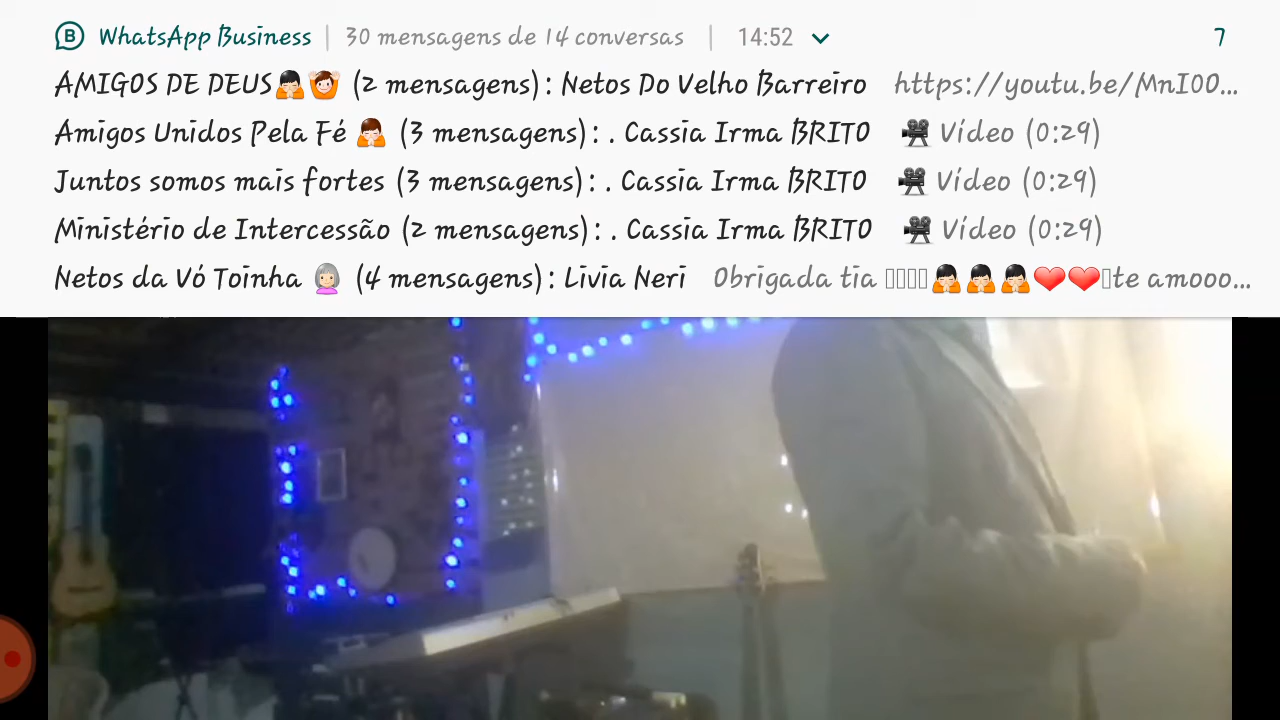 WhatsApp Business | 30 mensagens de 14 conversas | 14:52 7
AMIGOS DE DEUS🙏🏻🙆🏻 (2 mensagens): Netos Do Velho Barreiro https://youtu.be/MnI00...
Amigos Unidos Pela Fé 🙏🏻 (3 mensagens): . Cassia Irma BRITO 🎥 Vídeo (0:29)
Juntos somos mais fortes (3 mensagens): . Cassia Irma BRITO 🎥 Vídeo (0:29)
Ministério de Intercessão (2 mensagens): . Cassia Irma BRITO 🎥 Vídeo (0:29)
Netos da Vó Toinha 👵🏻 (4 mensagens): Livia Neri Obrigada tia 🙏🏻🙏🏻🙏🏻❤️❤️te amooo...